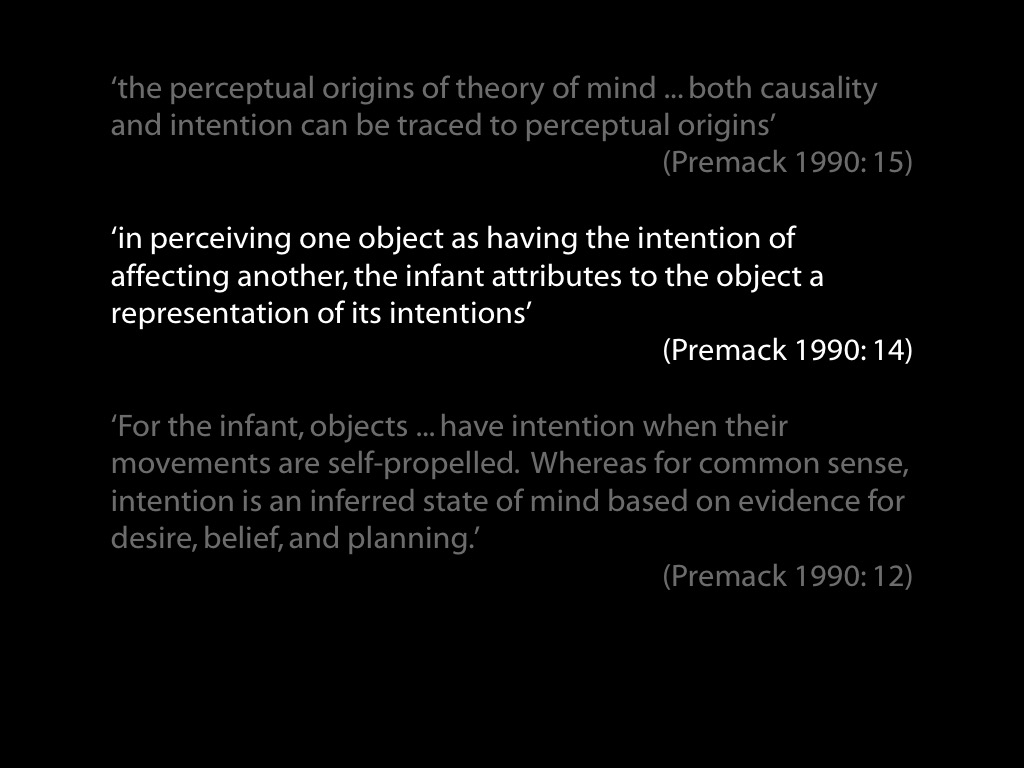 ‘the perceptual origins of theory of mind ... both causality
and intention can be traced to perceptual origins’
(Premack 1990: 15)
‘in perceiving one object as having the intention of
affecting another, the infant attributes to the object a
representation of its intentions’
(Premack 1990: 14)
‘For the infant, objects ... have intention when their
movements are self-propelled.  Whereas for common sense,
intention is an inferred state of mind based on evidence for
desire, belief, and planning.’
(Premack 1990: 12)